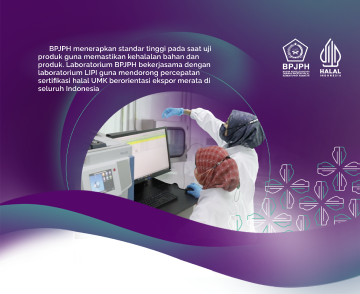 BPJPH menerapkan standar tinggi pada saat uji
produk guna memastikan kehalalan bahan dan
produk. Laboratorium BPJPH bekerjasama dengan
laboratorium LIPI guna mendorong percepatan
sertifikasi halal UMK berorientasi ekspor merata di
seluruh Indonesia
BPJPH
HALAL
INDONESIA